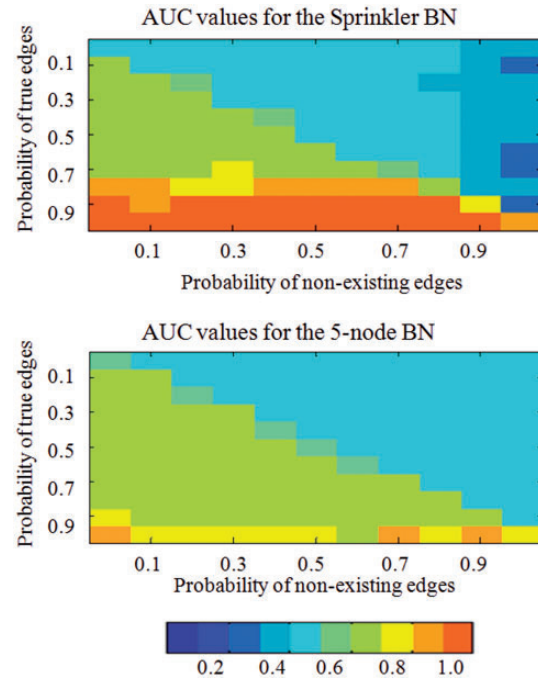 AUC values for the Sprinkler BN
Probability of true edges
0.1
0.3
0.5
0.7
0.9
0.1 0.3 0.5 0.7 0.9
Probability of non-existing edges
AUC values for the 5-node BN
Probability of true edges
0.1
0.3
0.5
0.7
0.9
0.1 0.3 0.5 0.7 0.9
Probability of non-existing edges
0.2 0.4 0.6 0.8 1.0